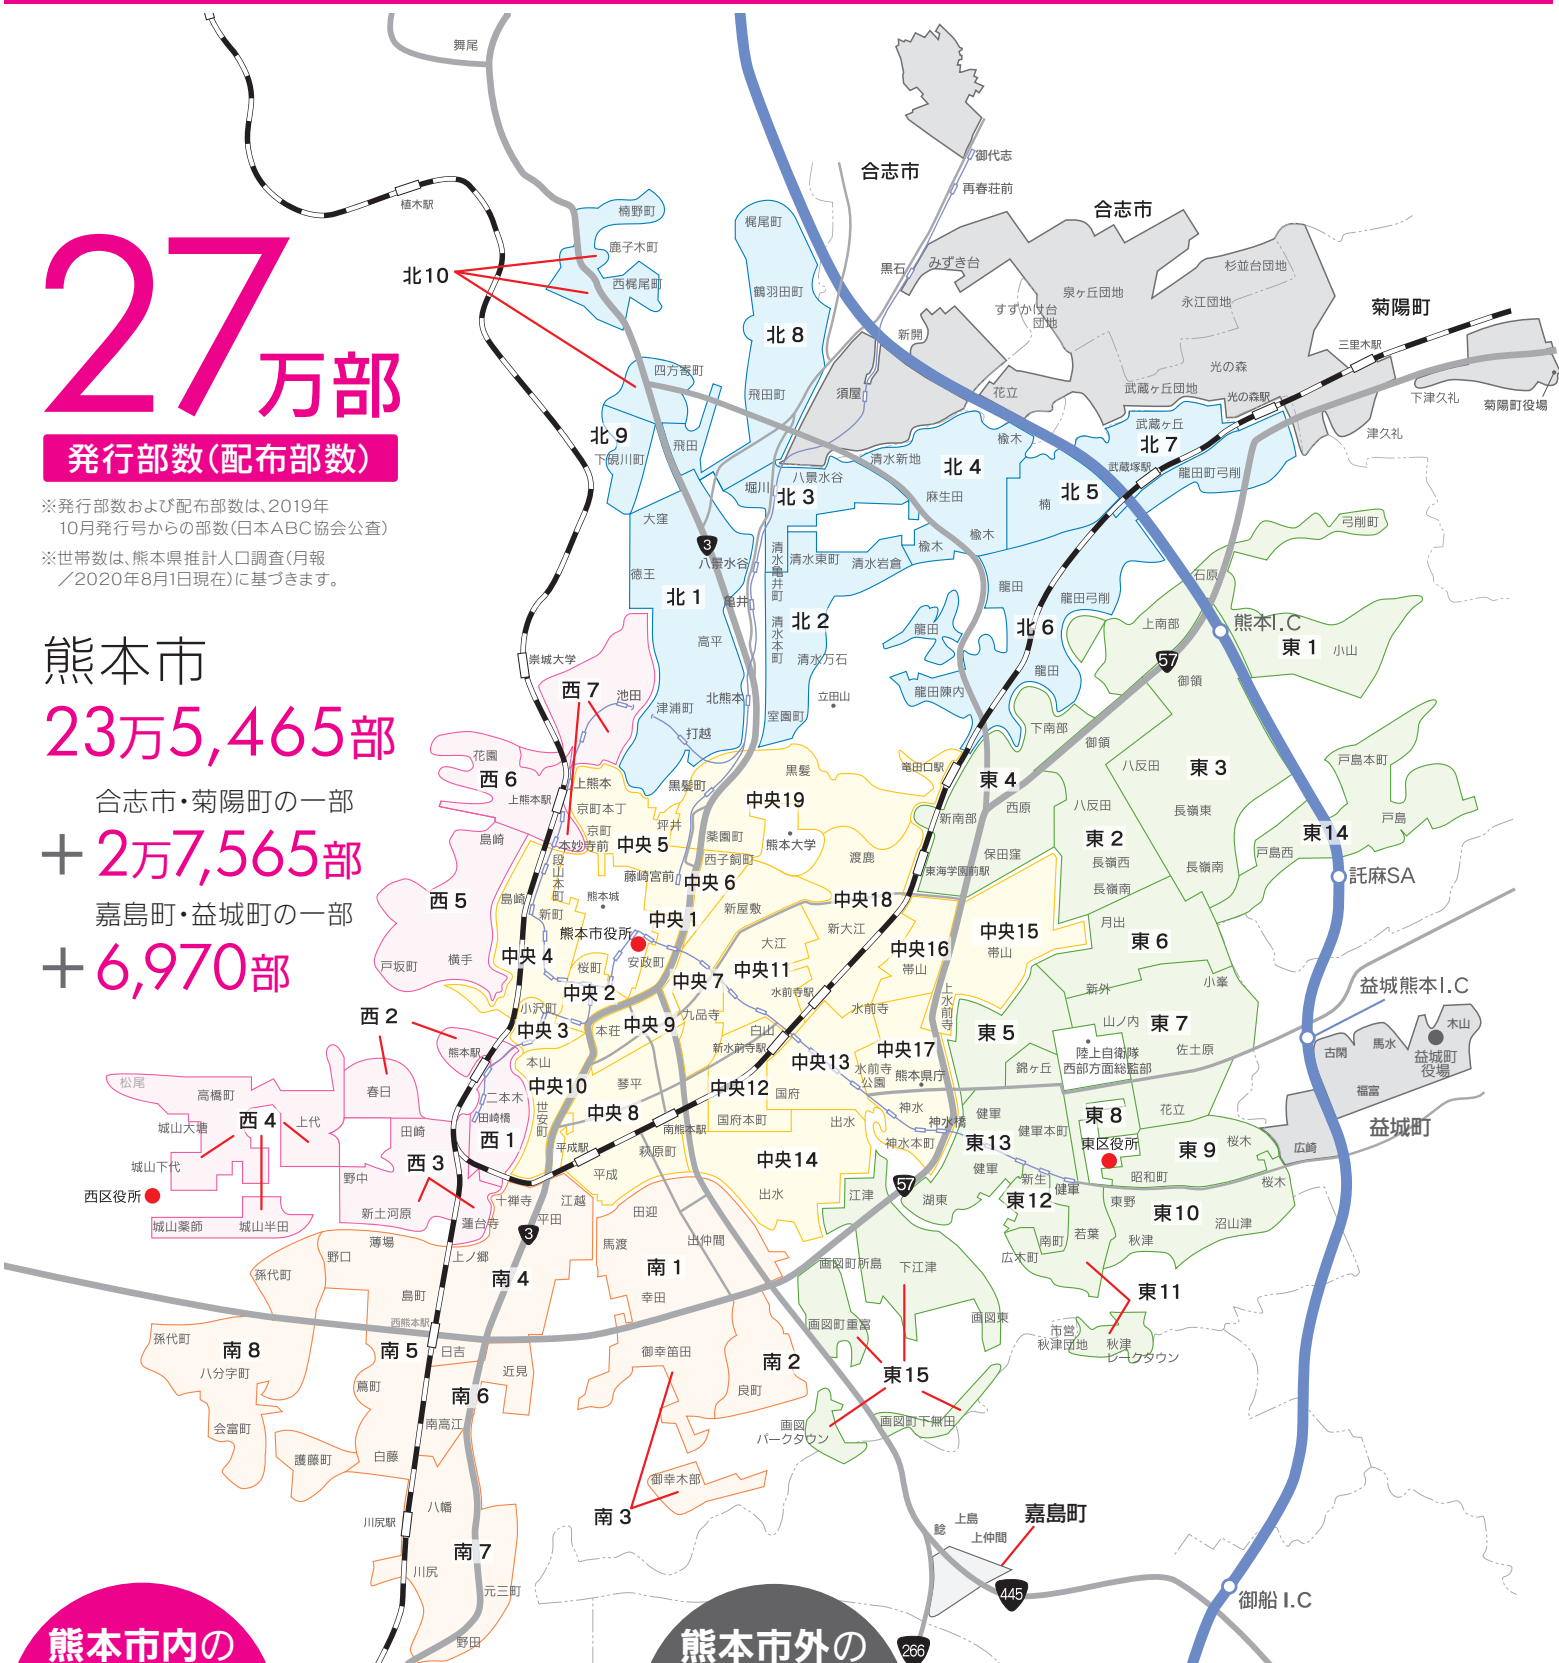 27万部
発行部数(配布部数)
※発行部数および配布部数は、2019年
10月発行号からの部数(日本ABC協会公査)
※世帯数は、熊本県推計人口調査(月報
／2020年8月1日現在)に基づきます。
熊本市
23万5,465部
合志市・菊陽町の一部
＋2万7,565部
嘉島町・益城町の一部
＋6,970部
舞尾
植木駅
楠野町
鹿子木町
西梶尾町
北10
梶尾町
鶴羽田町
北 8
飛田町
四方寄町
北 9
下硯川町
飛田
合志市
御代志
再春荘前
合志市
黒石
みずき台
泉ヶ丘団地
杉並台団地
永江団地
すずかけ台
団地
新開
須屋
花立
光の森
武蔵ヶ丘団地
光の森駅
菊陽町
三里木駅
下津久礼
菊陽町役場
津久礼
武蔵ヶ丘
北 7
武蔵塚駅
龍田町弓削
楡木
清水新地
北 4
麻生田
楡木
楡木
楠
北 5
堀川
八景水谷
北 3
大窪
3
八景水谷
徳王
北 1
亀井
高平
清水亀井町
清水本町
清水東町
清水岩倉
北 2
清水万石
北熊本
室園町
立田山
津浦町
打越
龍田
龍田弓削
北 6
龍田
龍田
龍田陳内
石原
弓削町
上南部
熊本I.C
57
東 1
小山
御領
下南部
御領
八反田
東 3
東 4
西原
八反田
東 2
長嶺東
長嶺西
長嶺南
長嶺南
新南部
保田窪
東海学園前駅
竜田口駅
戸島本町
戸島
東14
戸島西
託麻SA
崇城大学
西 7
池田
花園
西 6
上熊本駅
島崎
西 5
戸坂町
横手
上熊本
京町本丁
京町
本妙寺前
坪井
中央 5
段山本町
藤崎宮前
熊本城
島崎
新町
熊本市役所
中央 4
桜町
安政町
中央 2
小沢町
中央 3
本山
黒髪町
黒髪
中央19
熊本大学
薬園町
西子飼町
渡鹿
中央 6
中央 1
新屋敷
中央18
新大江
大江
中央11
中央 7
水前寺駅
中央16
帯山
中央15
帯山
水前寺
上水前寺
本荘
中央 9
九品寺
白山
新水前寺駅
中央13
中央17
水前寺
公園
熊本県庁
中央10
琴平
中央 8
世安町
平成駅
南熊本駅
萩原町
平成
中央12
国府
国府本町
中央14
出水
出水
神水
神水橋
神水本町
月出
東 6
小峯
新外
山ノ内
東 7
佐土原
東 5
錦ヶ丘
陸上自衛隊
西部方面総監部
東 8
花立
東区役所
東 9
桜木
桜木
昭和町
健軍
健軍本町
東13
健軍
新生
健軍
東12
東野
東10
沼山津
秋津
南町
若葉
広木町
東11
市営
秋津団地
秋津
レークタウン
江津
57
湖東
画図町所島
下江津
画図町重富
画図東
東15
画図
パークタウン
画図町下無田
益城熊本I.C
木山
馬水
古閑
益城町
役場
福富
広崎
益城町
西 2
熊本駅
二本木
田崎橋
西 1
春日
上代
田崎
西 3
松尾
高橋町
城山大塘
西 4
城山下代
西区役所
城山薬師
城山半田
野中
新土河原
蓮台寺
薄場
野口
孫代町
上ノ郷
十禅寺
3
平田
江越
田迎
馬渡
出仲間
南 1
幸田
南 4
島町
西熊本駅
日吉
南 5
孫代町
南 8
八分字町
会富町
蔦町
護藤町
白藤
近見
南 6
南高江
御幸笛田
南 2
良町
御幸木部
南 3
八幡
川尻駅
南 7
川尻
元三町
野田
鯰
上島
上仲間
嘉島町
445
266
御船 I.C
熊本市内の
熊本市外の